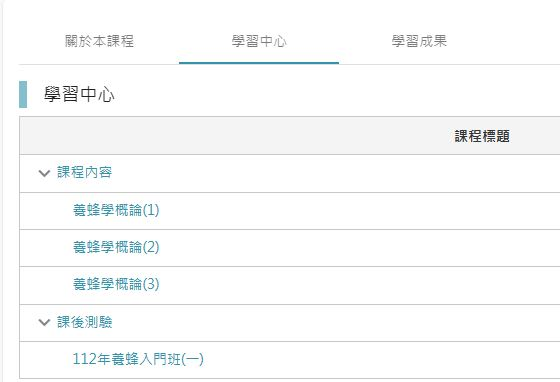 關於本課程 學習中心 學習成果
學習中心
課程標題
課程內容
養蜂學概論(1)
養蜂學概論(2)
養蜂學概論(3)
課後測驗
112年養蜂入門班(一)